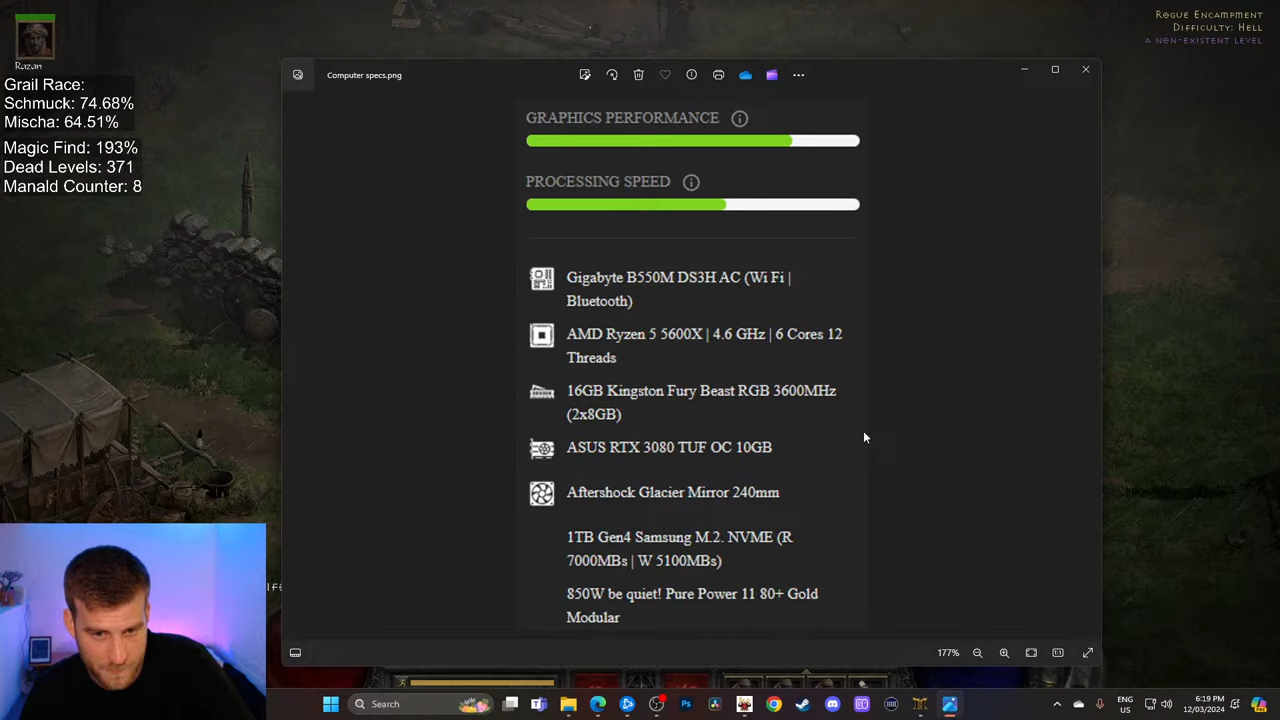 Rogue Encampment
Difficulty: Hell
A Non-Existent Level
Razan
Grail Race:
Schmuck: 74.68%
Mischa: 64.51%
Magic Find: 193%
Dead Levels: 371
Manald Counter: 8
Computer specs.png
GRAPHICS PERFORMANCE
PROCESSING SPEED
Gigabyte B550M DS3H AC (Wi Fi |
Bluetooth)
AMD Ryzen 5 5600X | 4.6 GHz | 6 Cores 12
Threads
16GB Kingston Fury Beast RGB 3600MHz
(2x8GB)
ASUS RTX 3080 TUF OC 10GB
Aftershock Glacier Mirror 240mm
1TB Gen4 Samsung M.2. NVME (R
7000MBs | W 5100MBs)
850W be quiet! Pure Power 11 80+ Gold
Modular
177%
Search
ENG
US
6:19 PM
12/03/2024